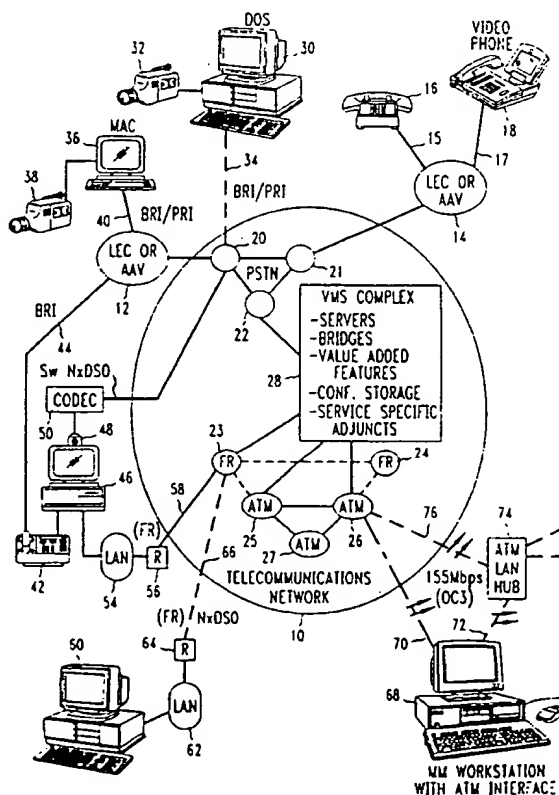 DOS
32
30
VIDEO
PHONE
16
18
MAC
36
34
15
17
38
40
BRI/PRI
BRI/PRI
LEC OR
AAV
14
LEC OR
AAV
12
20
PSTN
21
22
BRI
44
VMS COMPLEX
-SERVERS
-BRIDGES
-VALUE ADDED
FEATURES
-CONF. STORAGE
-SERVICE SPECIFIC
ADJUNCTS
28
Sw NxDSO
CODEC
50
48
23
FR
24
FR
46
58
ATM
25
ATM
26
ATM
27
76
74
ATM
LAN
HUB
42
LAN
54
(FR)
R
56
66
TELECOMMUNICATIONS
NETWORK
10
155Mbps
(OC3)
(FR) NxDSO
64
R
70
72
60
LAN
62
68
MM WORKSTATION
WITH ATM INTERFACE